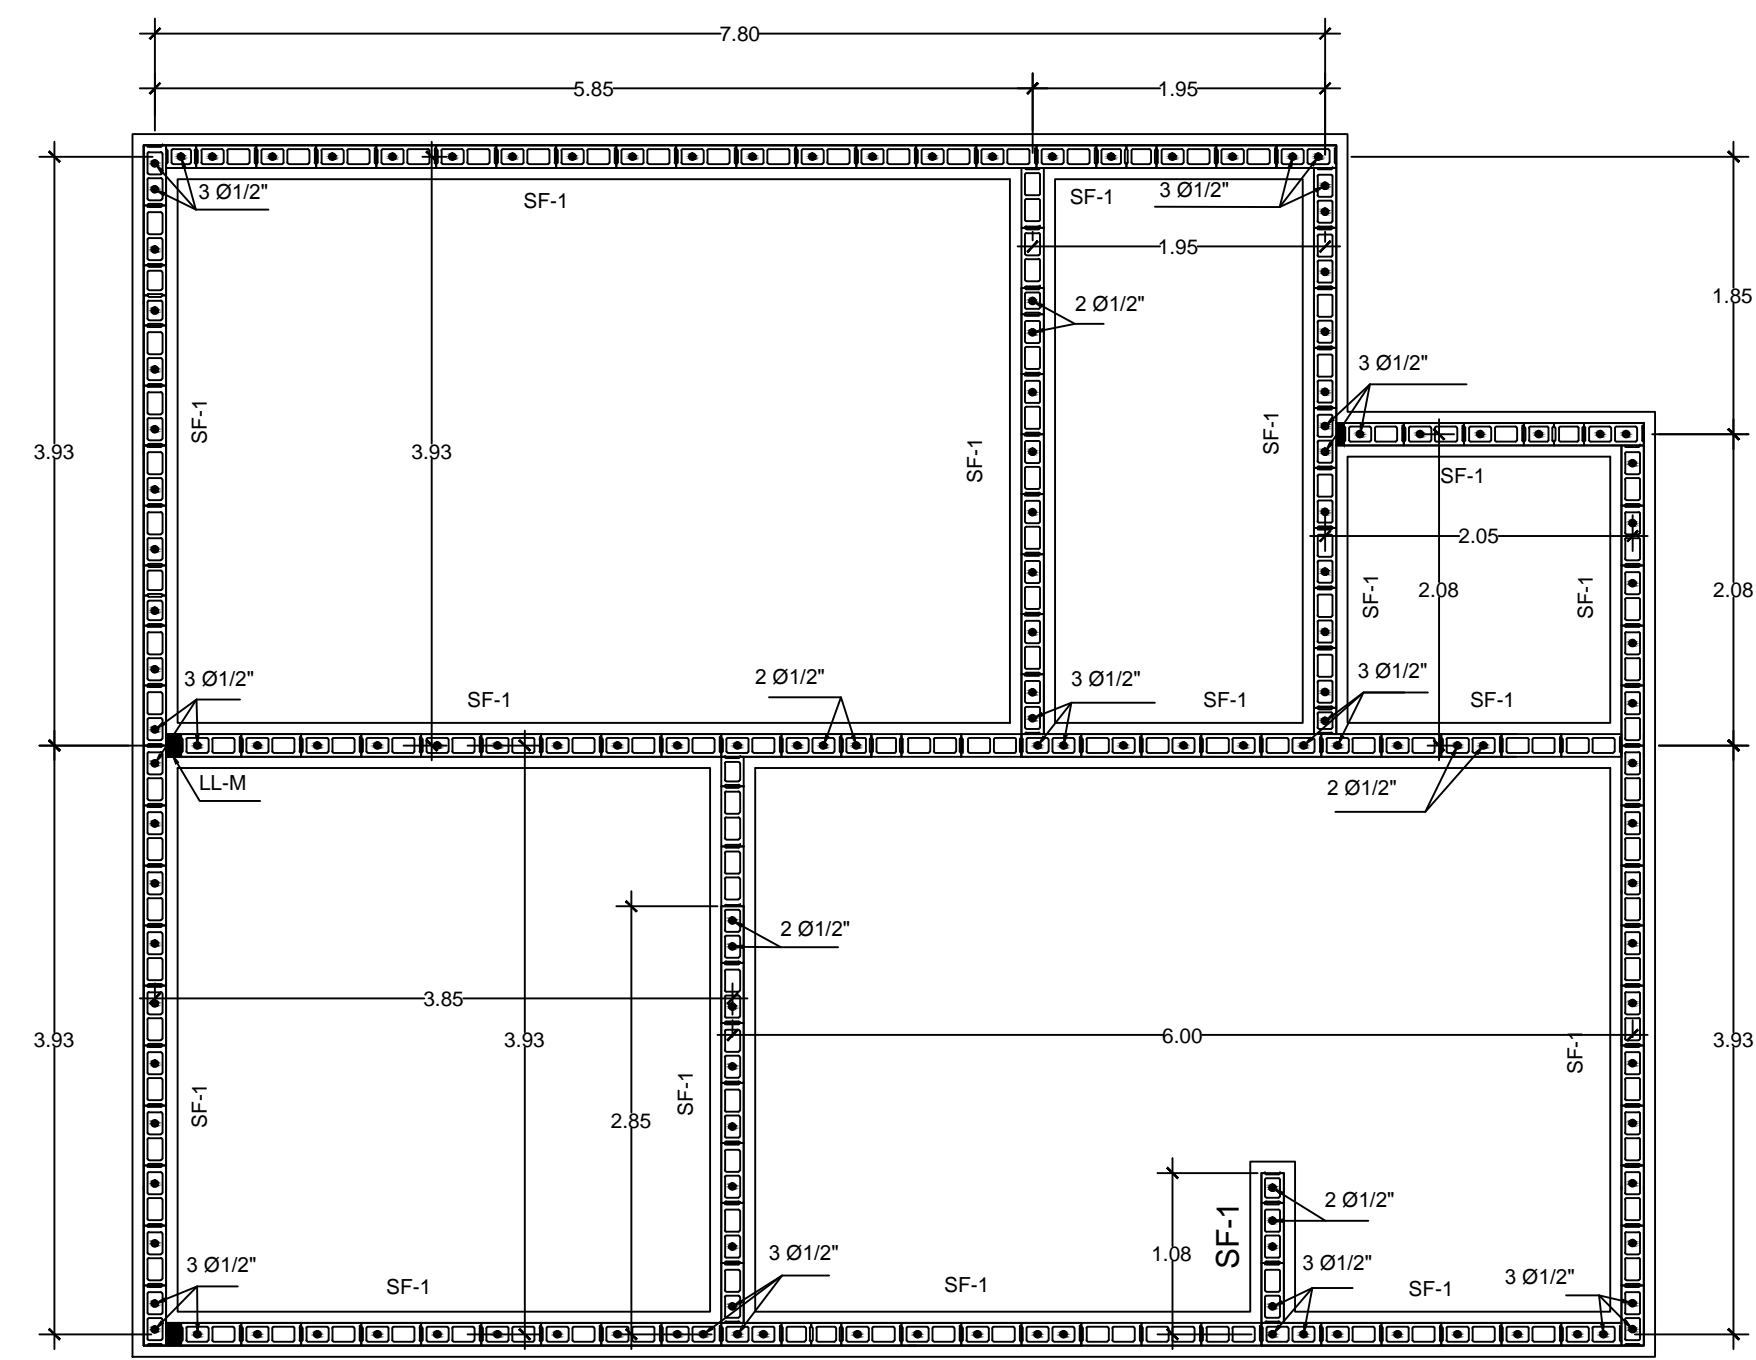 7.80
5.85
1.95
3 Ø1/2"
SF-1
SF-1
3 Ø1/2"
1.95
1.85
2 Ø1/2"
3 Ø1/2"
SF-1
SF-1
SF-1
3.93
3.93
SF-1
2.05
SF-1
2.08
SF-1
2.08
3 Ø1/2"
SF-1
2 Ø1/2"
3 Ø1/2"
SF-1
3 Ø1/2"
SF-1
LL-M
2 Ø1/2"
2 Ø1/2"
3.85
6.00
3.93
3.93
SF-1
3.93
SF-1
SF-1
2.85
2 Ø1/2"
SF-1
1.08
3 Ø1/2"
SF-1
3 Ø1/2"
SF-1
3 Ø1/2"
SF-1
3 Ø1/2"